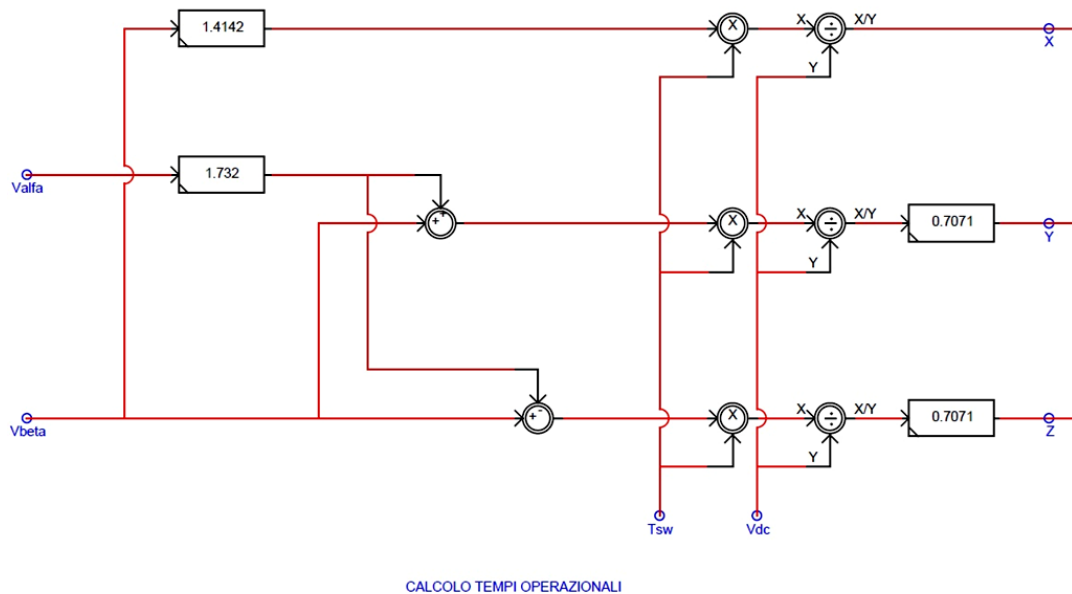 1.4142
X
X
÷
X/Y
X
Y
Valfa
1.732
+
+
X
X
÷
X/Y
0.7071
Y
Y
Vbeta
+
-
X
X
÷
X/Y
0.7071
Z
Y
Tsw
Vdc
CALCOLO TEMPI OPERAZIONALI